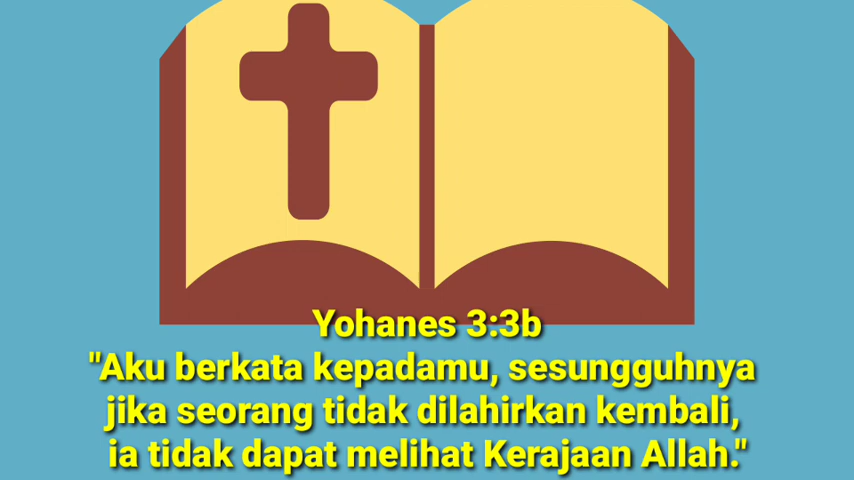 Yohanes 3:3b
"Aku berkata kepadamu, sesungguhnya
jika seorang tidak dilahirkan kembali,
ia tidak dapat melihat Kerajaan Allah."